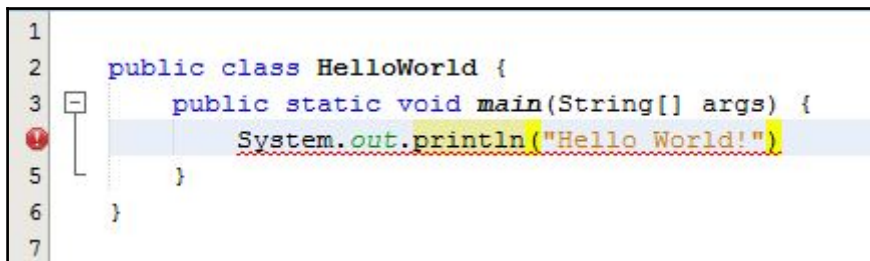 1
2 public class HelloWorld {
3 public static void main(String[] args) {
System.out.println("Hello World!")
5 }
6 }
7